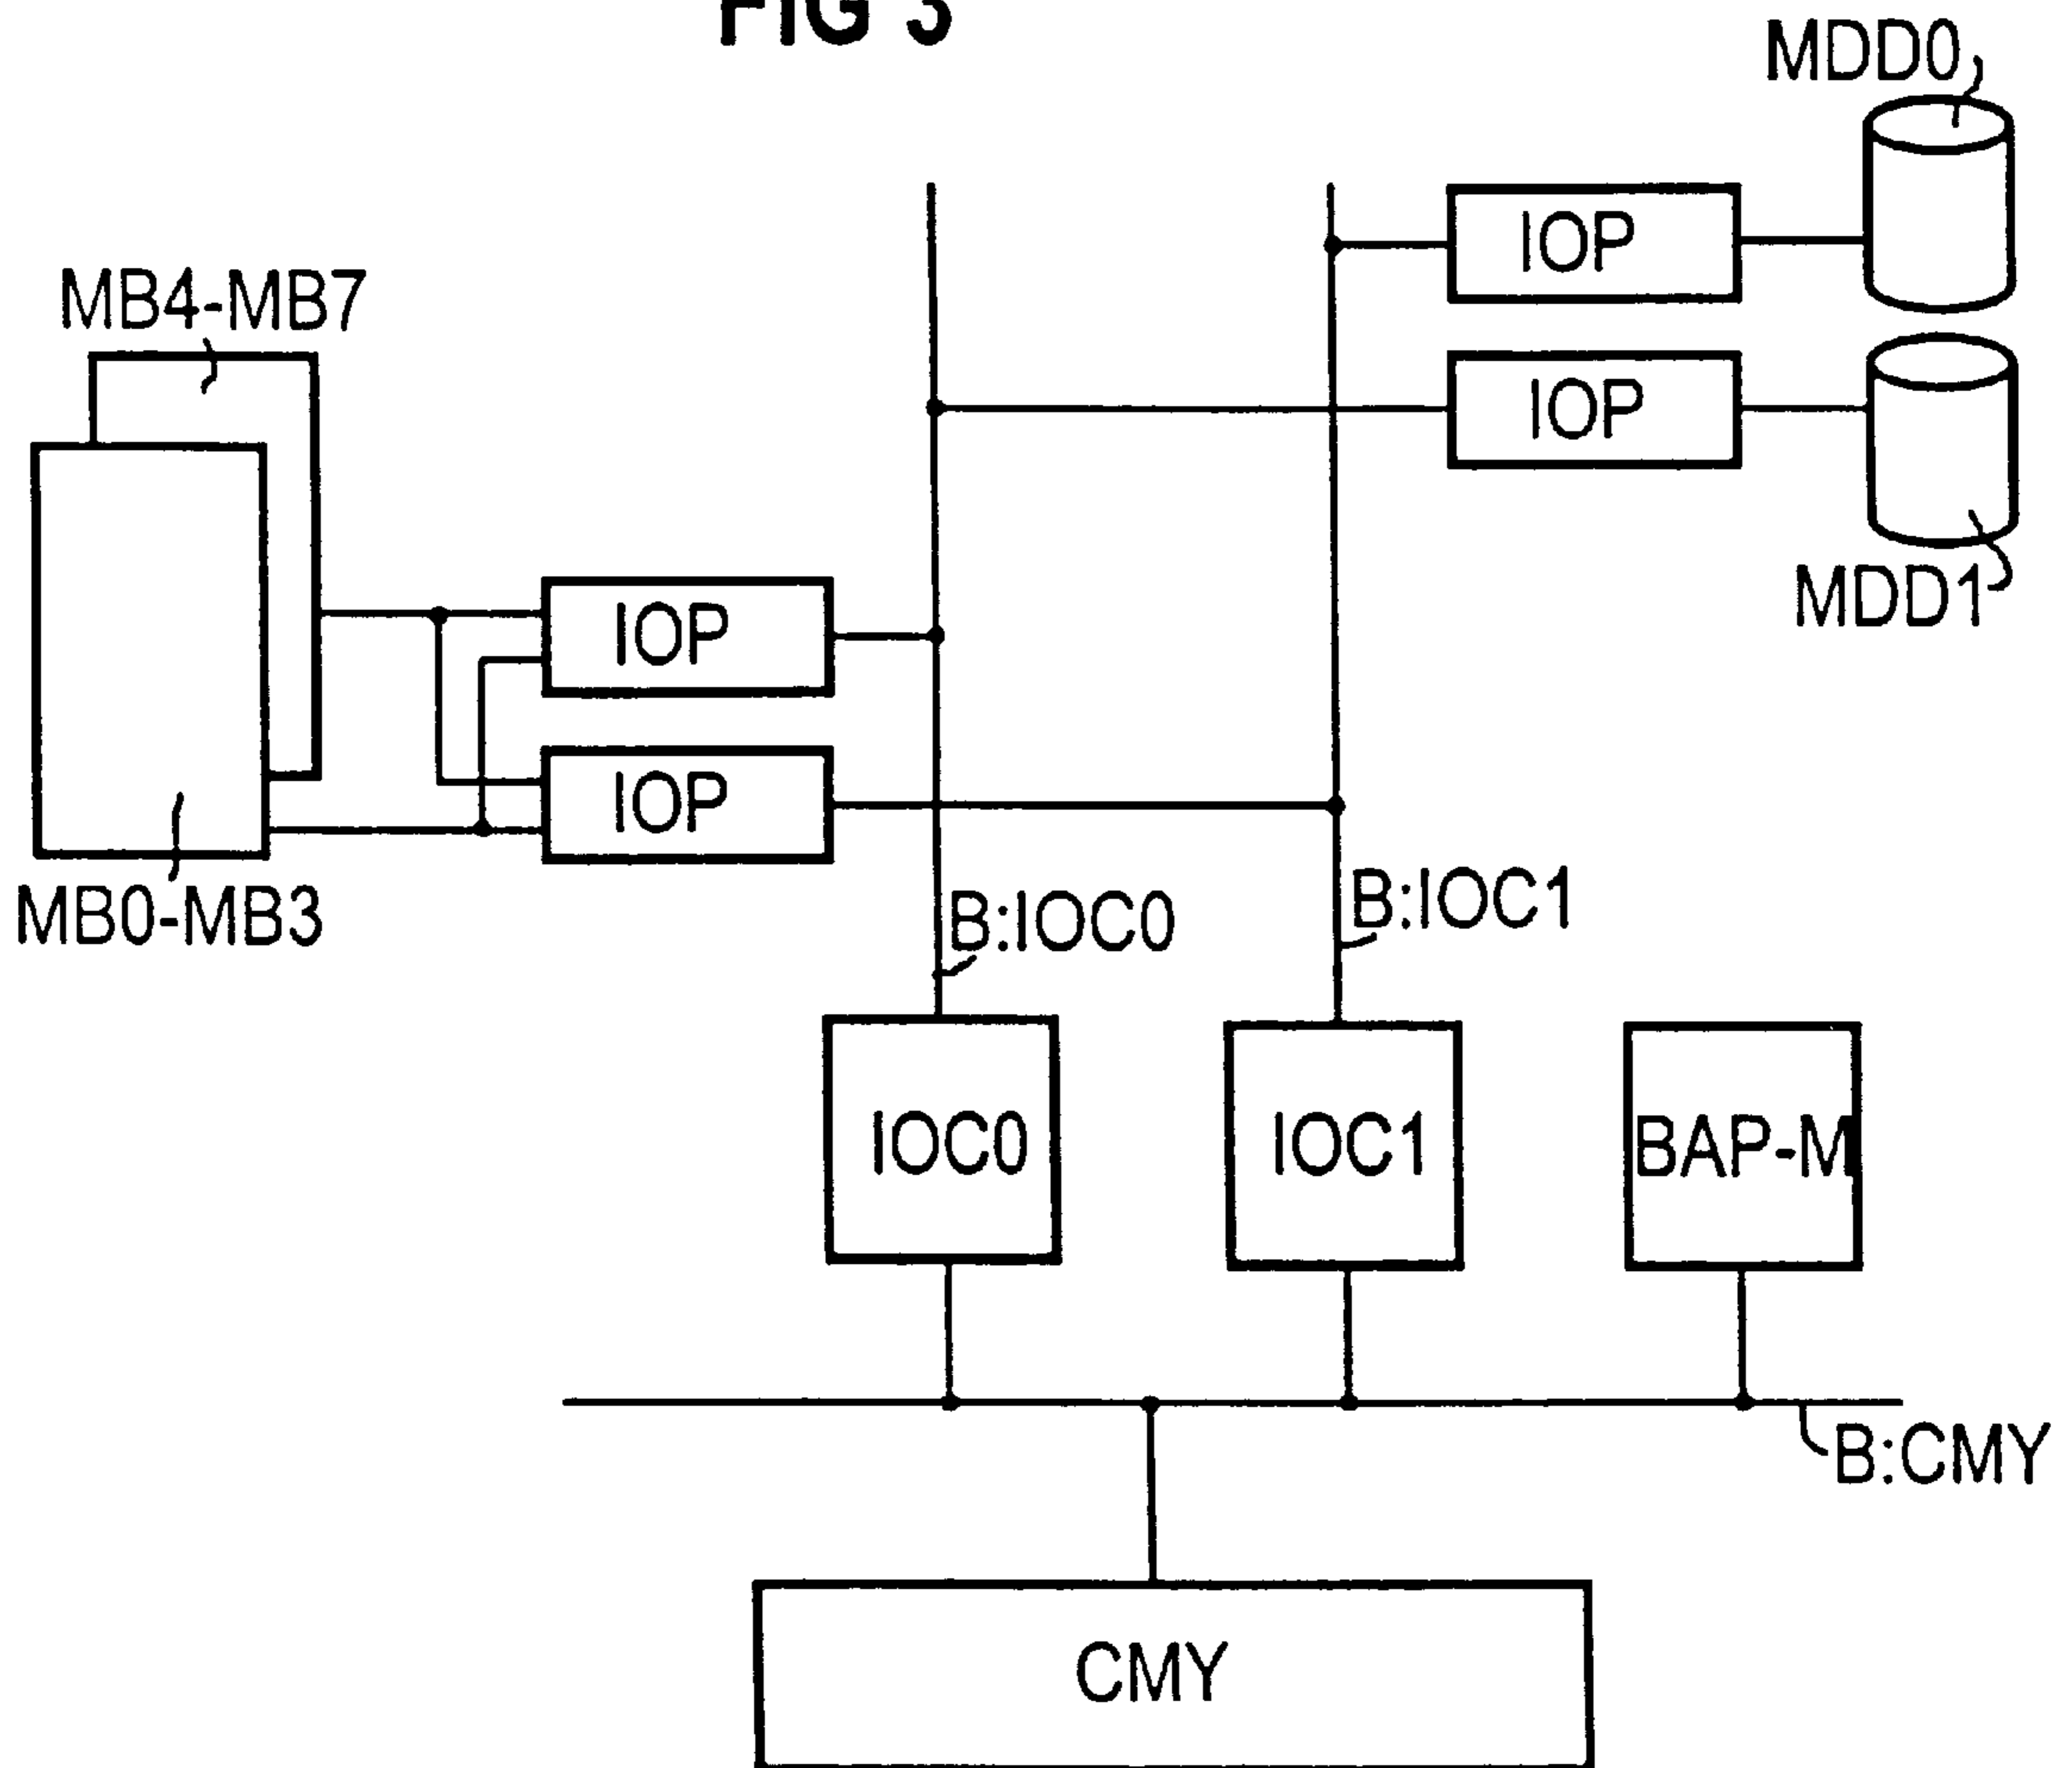 FIG 3
MDD0
IOP
MB4-MB7
IOP
MDD1
IOP
IOP
MB0-MB3
B:IOC0
B:IOC1
IOC0
IOC1
BAP-M
B:CMY
CMY